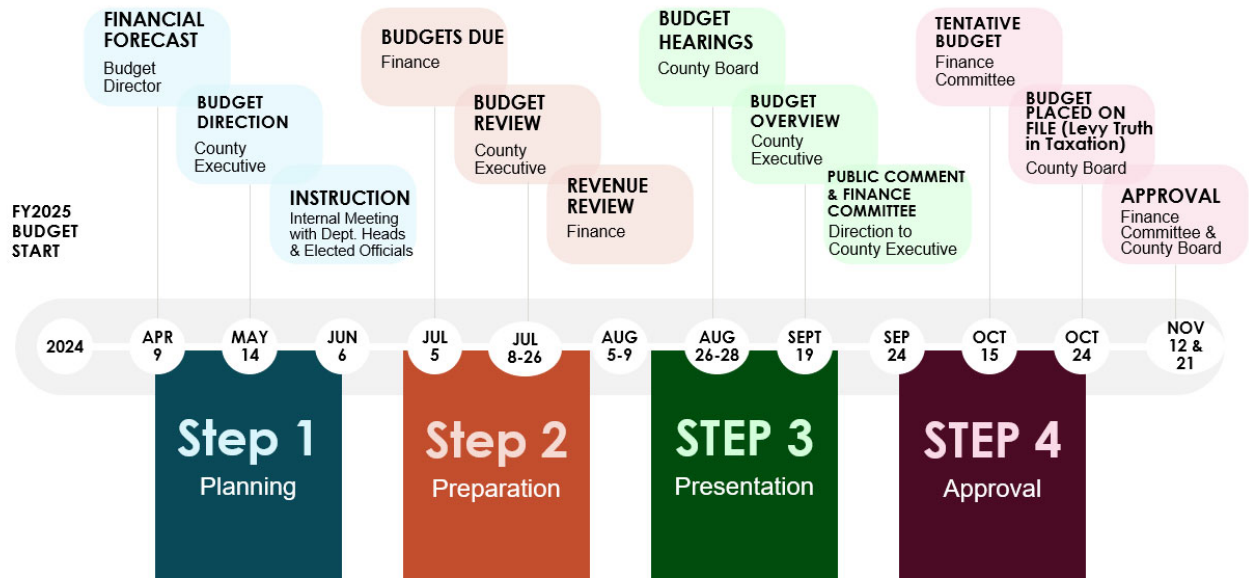 FINANCIAL
FORECAST
Budget
Director
BUDGET
DIRECTION
County
Executive
INSTRUCTION
Internal Meeting
with Dept. Heads
& Elected Officials
BUDGETS DUE
Finance
BUDGET
REVIEW
County
Executive
REVENUE
REVIEW
Finance
BUDGET
HEARINGS
County Board
BUDGET
OVERVIEW
County
Executive
PUBLIC COMMENT
& FINANCE
COMMITTEE
Direction to
County Executive
TENTATIVE
BUDGET
Finance
Committee
BUDGET
PLACED ON
FILE (Levy Truth
in Taxation)
County Board
APPROVAL
Finance
Committee &
County Board
FY2025
BUDGET
START
2024
APR
9
MAY
14
JUN
6
JUL
5
JUL
8-26
AUG
5-9
AUG
26-28
SEPT
19
SEP
24
OCT
15
OCT
24
NOV
12 &
21
Step 1
Planning
Step 2
Preparation
STEP 3
Presentation
STEP 4
Approval